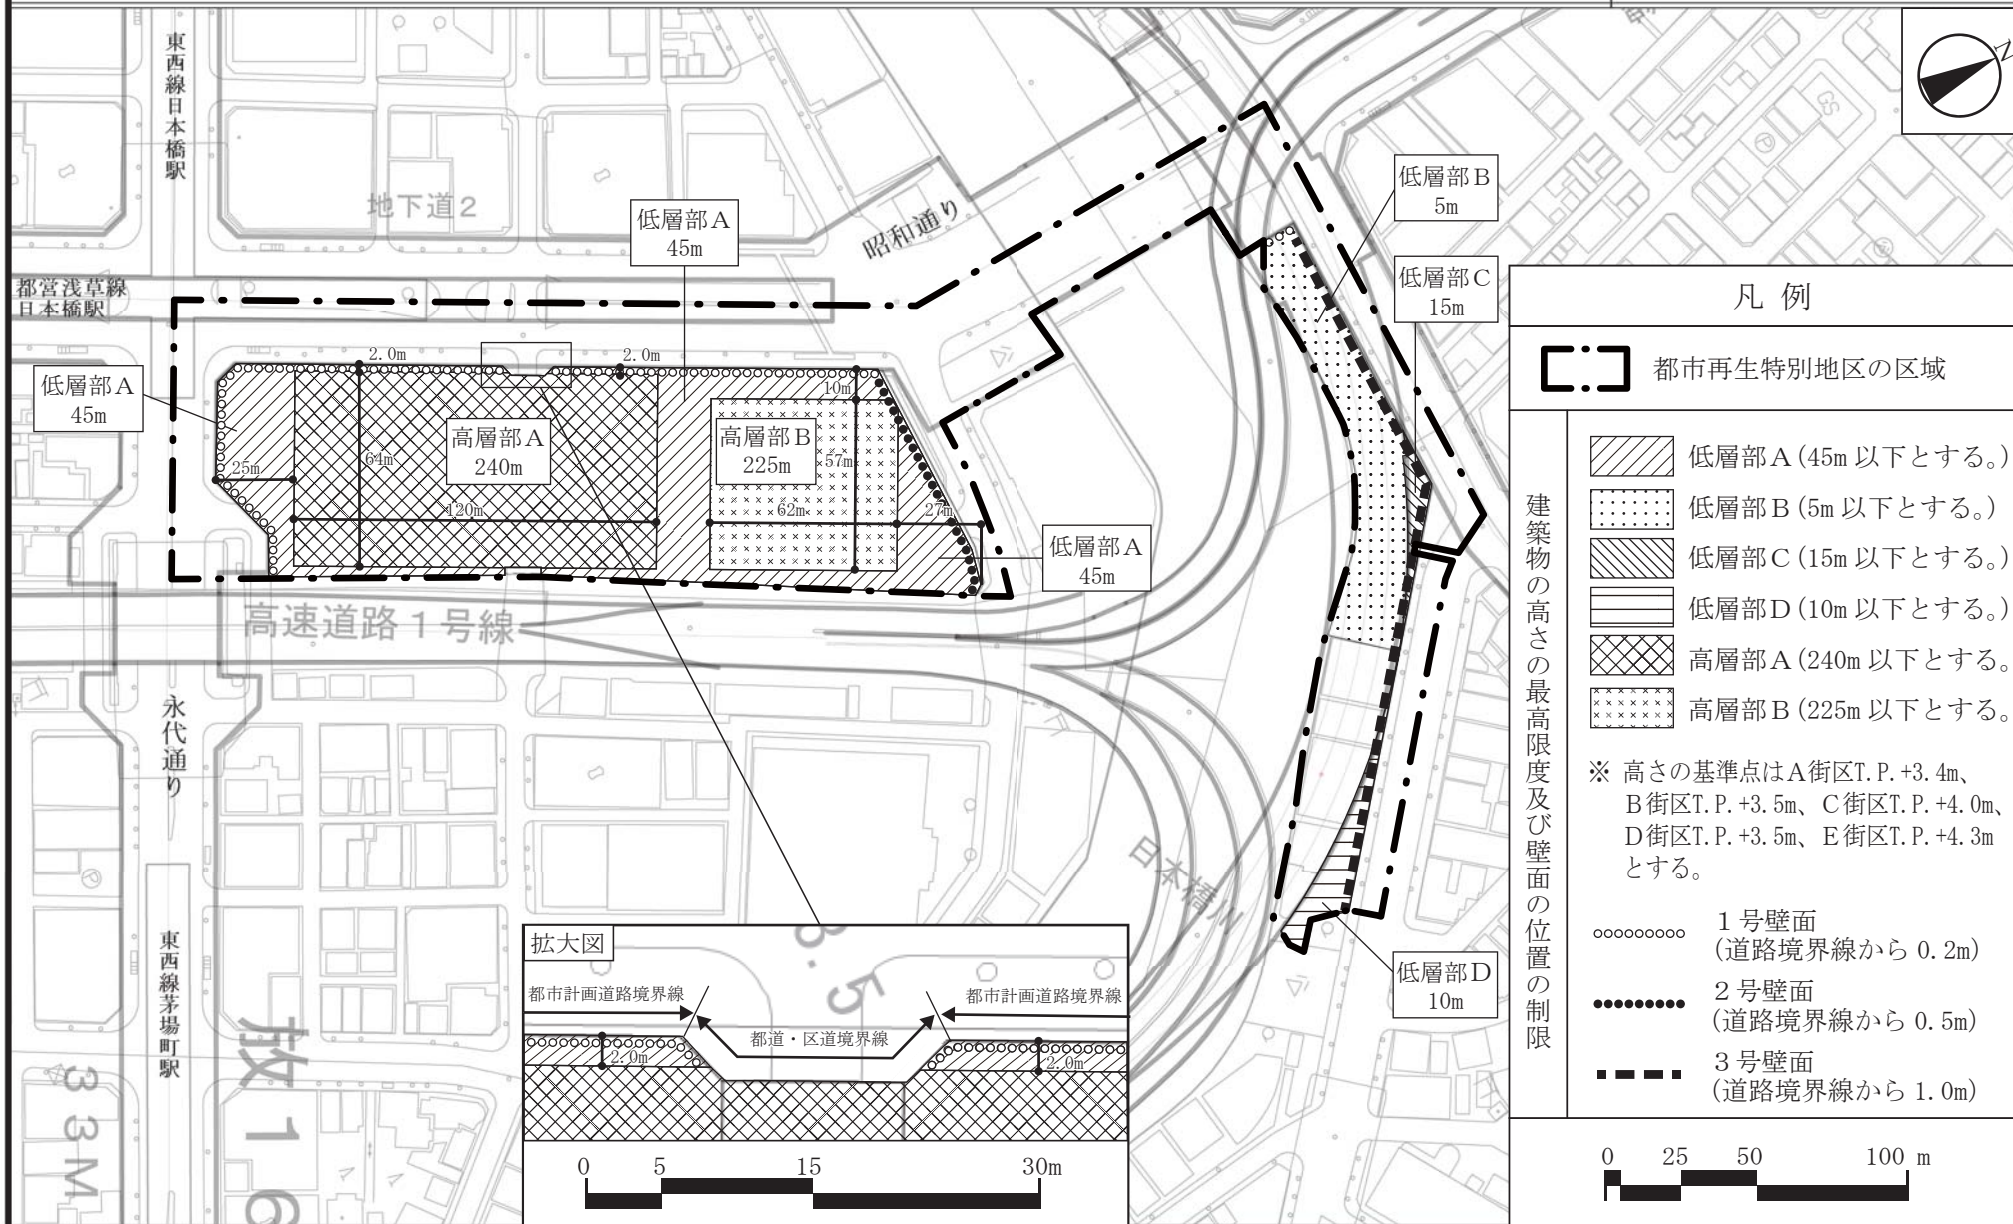 東西線日本橋駅
地下道2
低層部A
45m
昭和通り
低層部B
5m
低層部C
15m
都営浅草線
日本橋駅
低層部A
45m
2.0m
2.0m
10m
高層部A
240m
64m
120m
25m
高層部B
225m
57m
62m
27m
低層部A
45m
高速道路1号線
永代通り
東西線茅場町駅
日本橋川
低層部D
10m
33M
16
GS
N
拡大図
3.5
都市計画道路境界線
都市計画道路境界線
都道・区道境界線
2.0m
2.0m
0 5 15 30m
凡例
都市再生特別地区の区域
建築物の高さの最高限度及び壁面の位置の制限
低層部A(45m以下とする。)
低層部B(5m以下とする。)
低層部C(15m以下とする。)
低層部D(10m以下とする。)
高層部A(240m以下とする。
高層部B(225m以下とする。
※ 高さの基準点はA街区T.P.+3.4m、
B街区T.P.+3.5m、C街区T.P.+4.0m、
D街区T.P.+3.5m、E街区T.P.+4.3m
とする。
1号壁面
(道路境界線から0.2m)
2号壁面
(道路境界線から0.5m)
3号壁面
(道路境界線から1.0m)
0 25 50 100 m